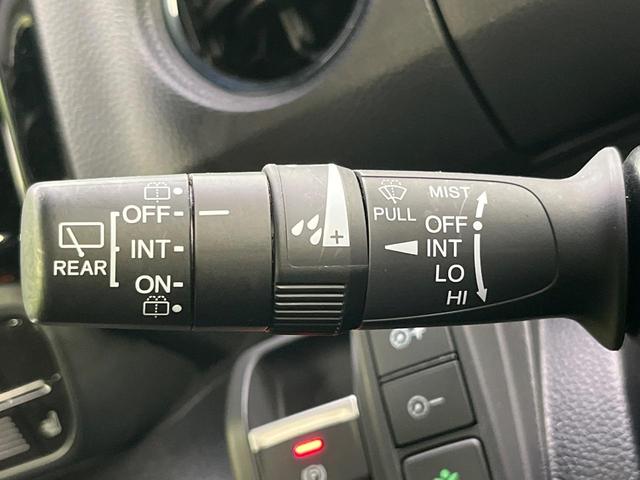 OFF
INT
REAR
ON
+
PULL
MIST
OFF
INT
LO
HI